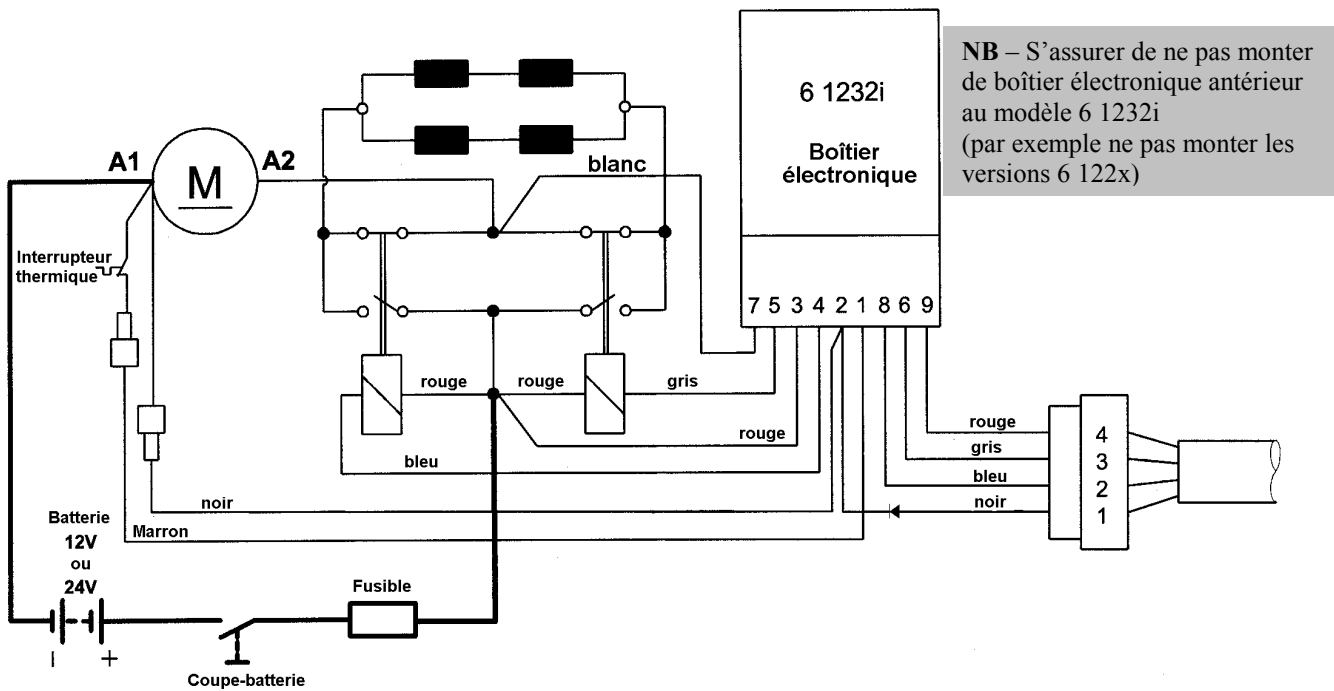 NB – S'assurer de ne pas monter
de boîtier électronique antérieur
au modèle 6 1232i
(par exemple ne pas monter les
versions 6 122x)
6 1232i
Boîtier
électronique
7 5 3 4 2 1 8 6 9
A1
M
A2
blanc
Interrupteur
thermique
rouge
rouge
gris
rouge
bleu
noir
Marron
rouge
gris
bleu
noir
4
3
2
1
Batterie
12V
ou
24V
Fusible
+
Coupe-batterie